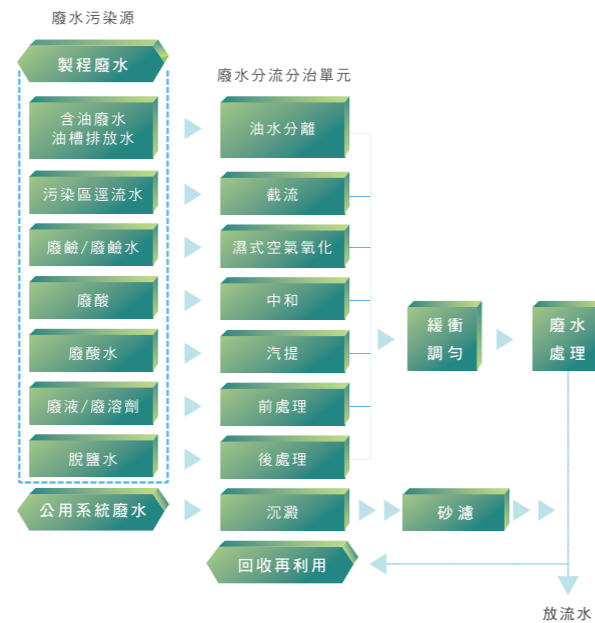 廢水污染源
製程廢水
廢水分流分治單元
含油廢水
油槽排放水
油水分離
污染區逕流水
截流
廢鹼/廢鹼水
濕式空氣氧化
廢酸
中和
緩衝
調勻
廢水
處理
廢酸水
汽提
廢液/廢溶劑
前處理
脫鹽水
後處理
公用系統廢水
沉澱
砂濾
回收再利用
放流水